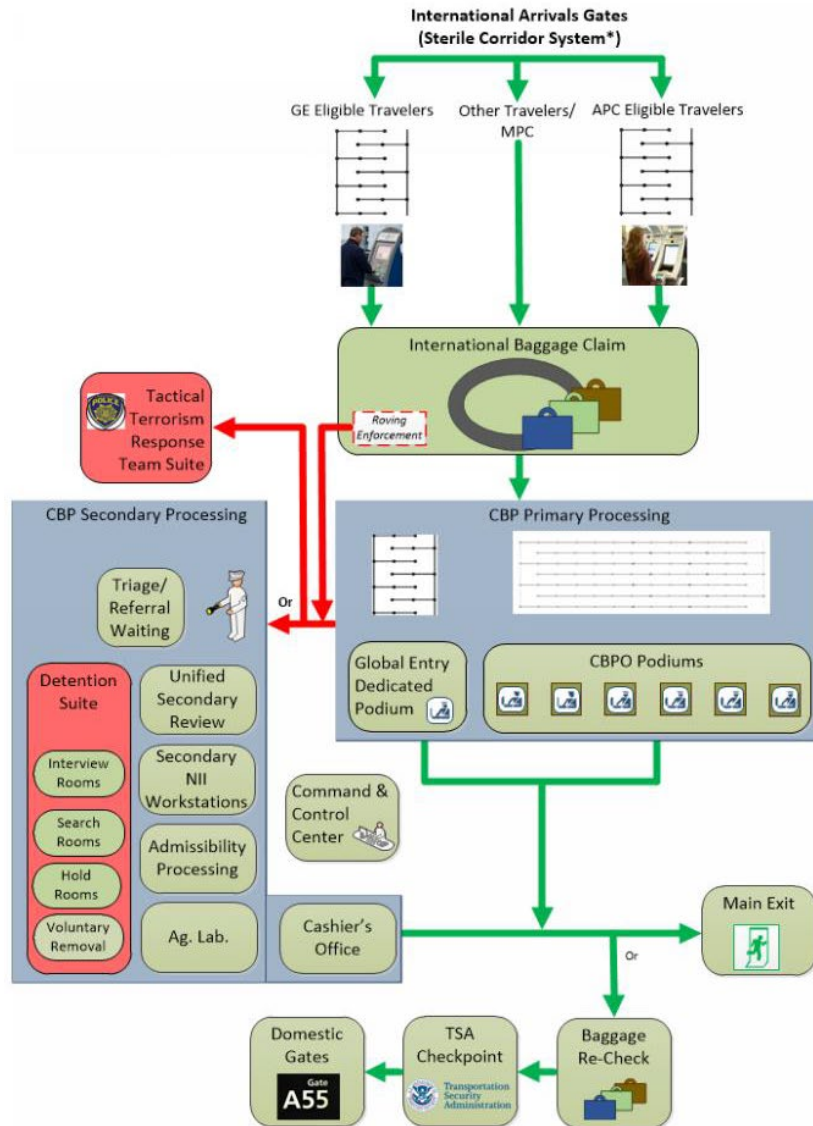 International Arrivals Gates
(Sterile Corridor System*)
GE Eligible Travelers
Other Travelers/
MPC
APC Eligible Travelers
International Baggage Claim
Roving
Enforcement
POLICE
Tactical
Terrorism
Response
Team Suite
CBP Secondary Processing
Triage/
Referral
Waiting
Or
Detention
Suite
Interview
Rooms
Search
Rooms
Hold
Rooms
Voluntary
Removal
Unified
Secondary
Review
Secondary
NII
Workstations
Admissibility
Processing
Ag. Lab.
CBP Primary Processing
Global Entry
Dedicated
Podium
CBPO Podiums
Command &
Control
Center
Cashier's
Office
Main Exit
Or
Domestic
Gates
Gate
A55
TSA
Checkpoint
Transportation
Security
Administration
Baggage
Re-Check